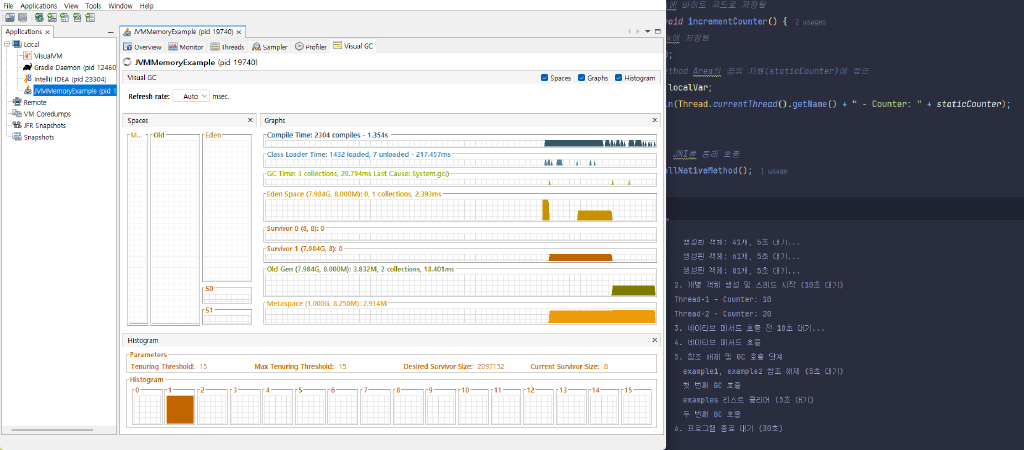 File Applications View Tools Window Help
Applications ×
Local
VisualVM
Gradle Daemon (pid 12460
IntelliJ IDEA (pid 23304)
JVMMemoryExample (pid 1
Remote
VM Coredumps
JFR Snapshots
Snapshots
JVMMemoryExample (pid 19740) ×
Overview Monitor Threads Sampler Profiler Visual GC
JVMMemoryExample (pid 19740)
Visual GC Spaces Graphs Histogram
Refresh rate: Auto msec.
Spaces ×
M... Old Eden
S0
S1
Graphs ×
Compile Time: 2304 compiles - 1.354s
Class Loader Time: 1432 loaded, 7 unloaded - 217.457ms
GC Time: 3 collections, 20.794ms Last Cause: System.gc()
Eden Space (7.984G, 8.000M): 0, 1 collections, 2.393ms
Survivor 0 (8, 8): 0
Survivor 1 (7.984G, 8): 0
Old Gen (7.984G, 8.000M): 3.832M, 2 collections, 18.401ms
Metaspace (1.000G, 8.250M): 7.914M
Histogram ×
Parameters
Tenuring Threshold: 15 Max Tenuring Threshold: 15 Desired Survivor Size: 2097152 Current Survivor Size: 8
Histogram
0 1 2 3 4 5 6 7 8 9 10 11 12 13 14 15
에 바이트 코드로 저장됨
void incrementCounter() { 2 usages
에 저장됨
;
ethod Area의 공유 자원(staticCounter)에 접근
localVar;
n(Thread.currentThread().getName() + " - Counter: " + staticCounter);
JNI를 통해 호출
allNativeMethod(); 1 usage
생성된 객체: 41개, 5초 대기...
생성된 객체: 61개, 5초 대기...
생성된 객체: 81개, 5초 대기...
2. 개별 객체 생성 및 스레드 시작 (10초 대기)
Thread-1 - Counter: 10
Thread-2 - Counter: 20
3. 네이티브 메서드 호출 전 10초 대기...
4. 네이티브 메서드 호출
5. 참조 해제 및 GC 호출 단계
example1, example2 참조 해제 (5초 대기)
첫 번째 GC 호출
examples 리스트 클리어 (5초 대기)
두 번째 GC 호출
6. 프로그램 종료 대기 (30초)